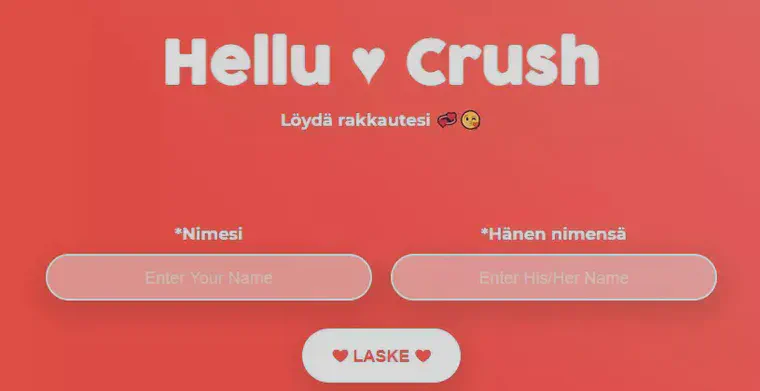 Hellu ♥ Crush
Löydä rakkautesi 💞😘
*Nimesi
*Hänen nimensä
Enter Your Name
Enter His/Her Name
❤ LASKE ❤